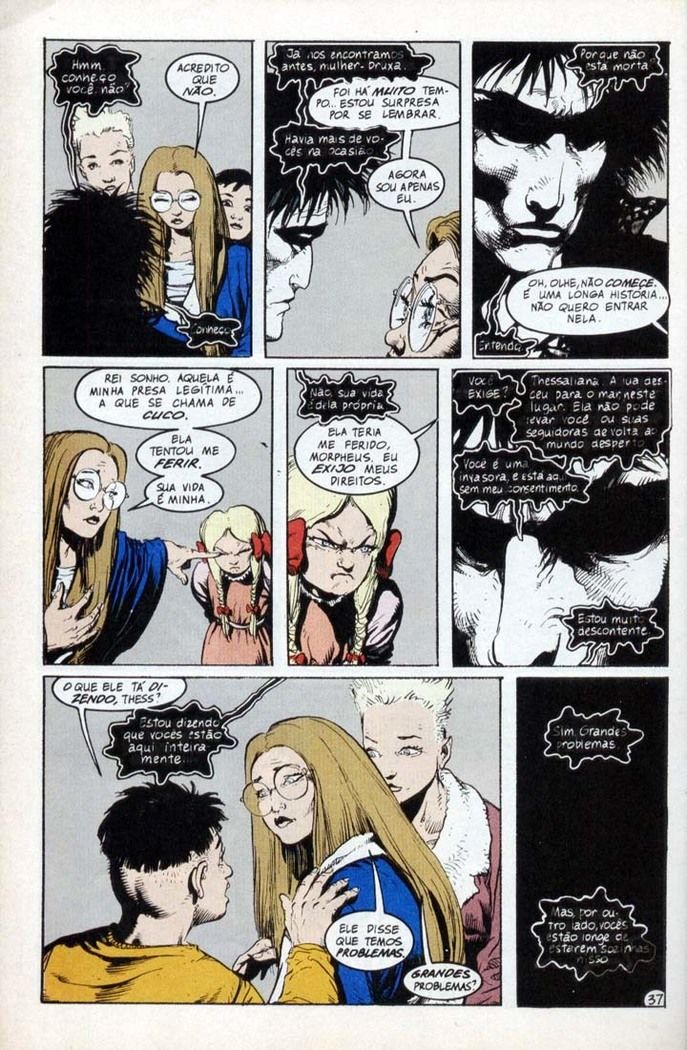 Hmm.
conheço
você, não?
ACREDITO
QUE
NÃO.
Conheço.
Já nos encontramos
antes, mulher-bruxa.
FOI HÁ MUITO TEM-
PO... ESTOU SURPRESA
POR SE LEMBRAR.
Havia mais de vo-
cês na ocasião.
AGORA
SOU APENAS
EU.
Por que não
está morta?
OH, OLHE, NÃO COMECE.
É UMA LONGA HISTÓRIA...
NÃO QUERO ENTRAR
NELA.
Entendo.
REI SONHO. AQUELA É
MINHA PRESA LEGÍTIMA...
A QUE SE CHAMA DE
CUCO.
ELA
TENTOU ME
FERIR.
SUA VIDA
É MINHA.
Não, sua vida
é dela própria.
ELA TERIA
ME FERIDO,
MORPHEUS. EU
EXIJO MEUS
DIREITOS.
Você
EXIGE?
Thessaliana. A lua des-
ceu para o mar neste
lugar. Ela não pode
levar você, ou suas
seguidoras de volta ao
mundo desperto.
Você é uma
invasora, e está aqui
sem meu consentimento.
Estou muito
descontente.
O QUE ELE TÁ DI-
ZENDO, THESS?
Estou dizendo
que vocês estão
aqui inteira
mente...
ELE DISSE
QUE TEMOS
PROBLEMAS.
GRANDES
PROBLEMAS?
Sim. Grandes
problemas.
Mas, por ou-
tro lado, vocês
estão longe de
estarem sozinhas
nisso.
37